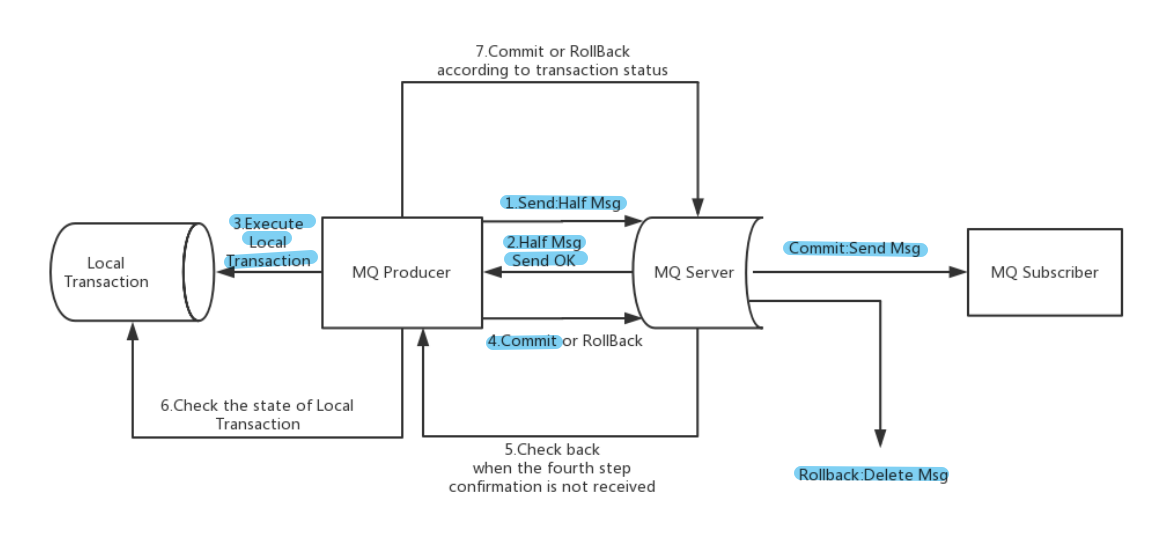 7.Commit or RollBack
according to transaction status
1.Send:Half Msg
3.Execute
Local
Transaction
2.Half Msg
Send OK
Commit:Send Msg
Local
Transaction
MQ Producer
MQ Server
MQ Subscriber
4.Commit or RollBack
6.Check the state of Local
Transaction
5.Check back
when the fourth step
confirmation is not received
Rollback:Delete Msg